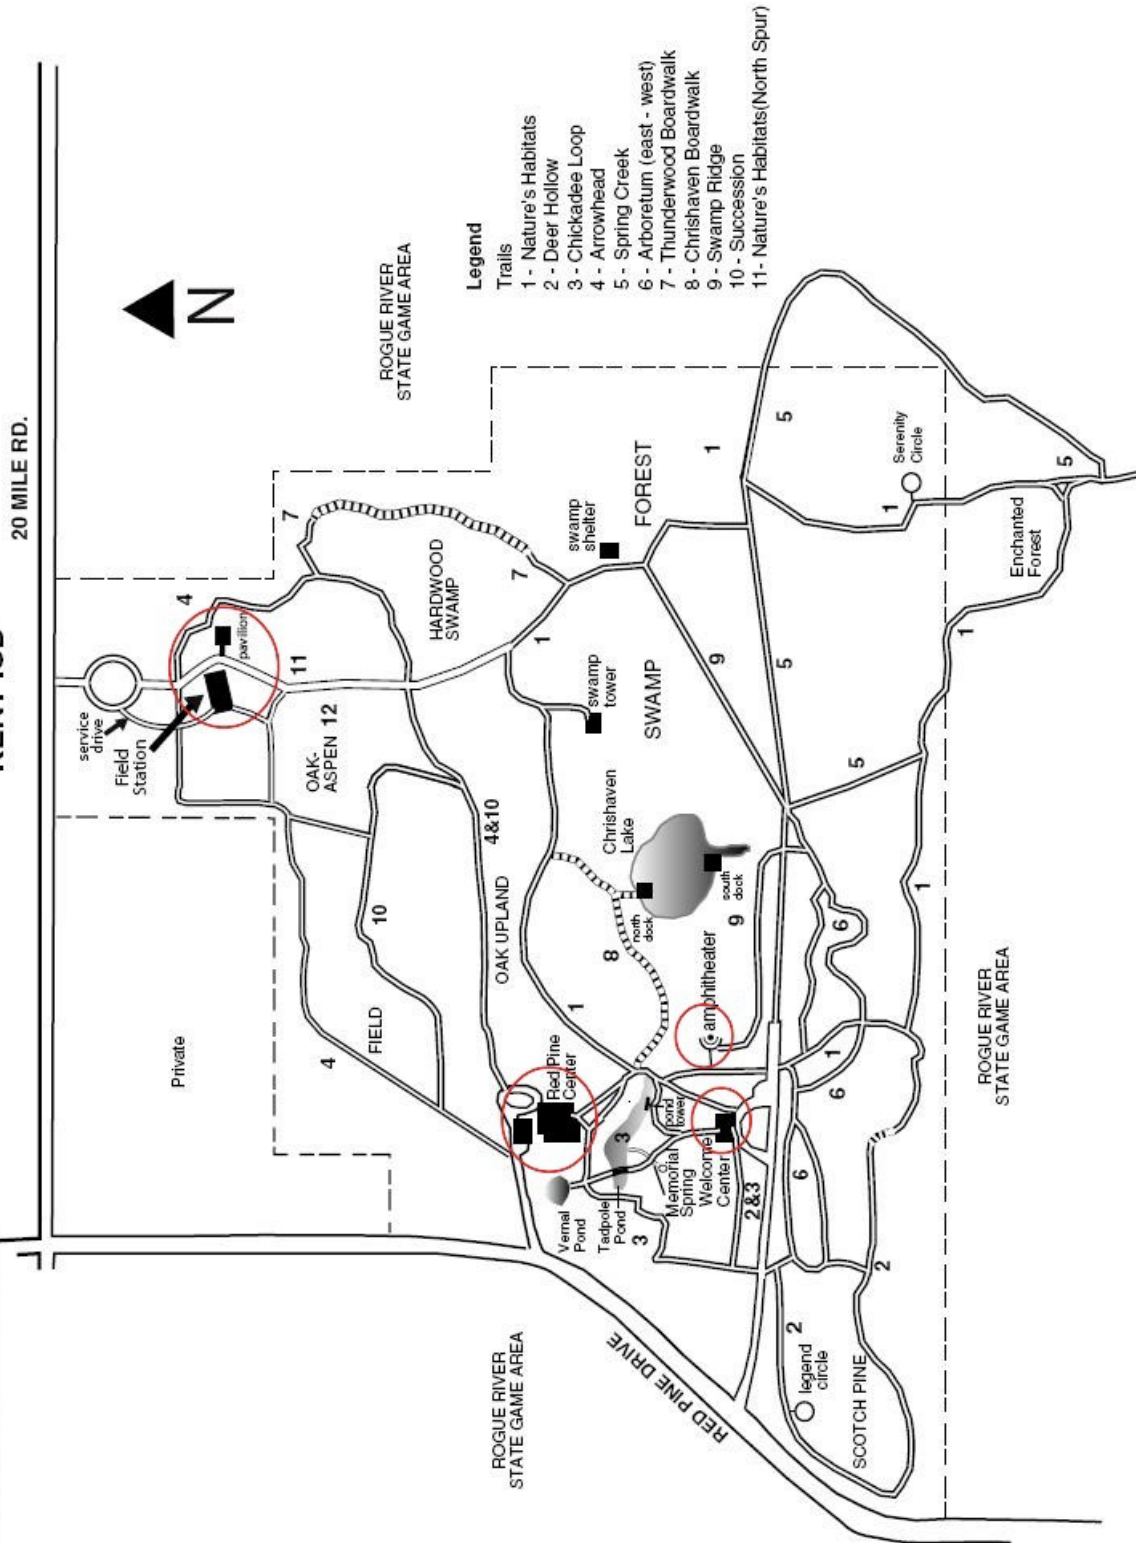 20 MILE RD.
service
drive
Field
Station
4
pavillion
N
Private
11
7
OAK-
ASPEN 12
4
FIELD
10
ROGUE RIVER
STATE GAME AREA
HARDWOOD
SWAMP
4&10
OAK UPLAND
7
1
Legend
Trails
1 - Nature's Habitats
2 - Deer Hollow
3 - Chickadee Loop
4 - Arrowhead
5 - Spring Creek
6 - Arboretum (east - west)
7 - Thunderwood Boardwalk
8 - Chrishaven Boardwalk
9 - Swamp Ridge
10 - Succession
11- Nature's Habitats(North Spur)
ROGUE RIVER
STATE GAME AREA
Red Pine
Center
Vernal
Pond
Tadpole
Pond
1
8
swamp
shelter
swamp
tower
Chrishaven
Lake
north
dock
3
3
FOREST
SWAMP
RED PINE DRIVE
Memorial
Spring
pond
tower
Welcome
Center
amphitheater
south
dock
9
9
1
2&3
5
5
2
6
legend
circle
1
6
6
5
SCOTCH PINE
2
1
1
Serenity
Circle
1
ROGUE RIVER
STATE GAME AREA
Enchanted
Forest
5